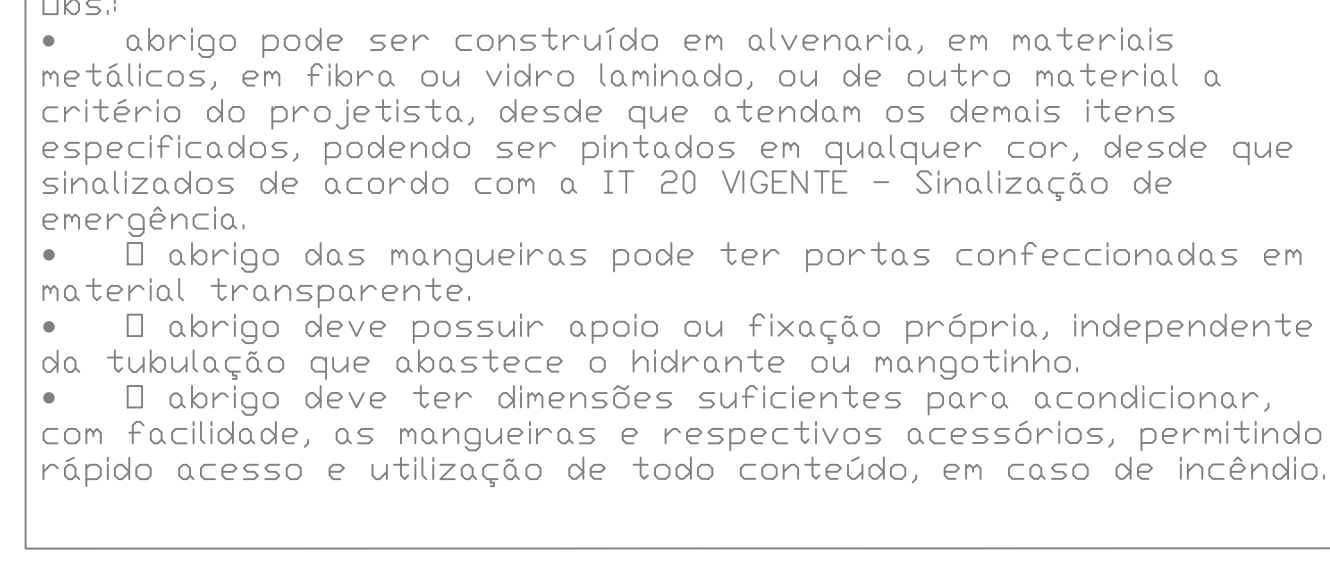 Obs.:
• abrigo pode ser construído em alvenaria, em materiais
metálicos, em fibra ou vidro laminado, ou de outro material a
critério do projetista, desde que atendam os demais itens
especificados, podendo ser pintados em qualquer cor, desde que
sinalizados de acordo com a IT 20 VIGENTE - Sinalização de
emergência.
• O abrigo das mangueiras pode ter portas confeccionadas em
material transparente.
• O abrigo deve possuir apoio ou fixação própria, independente
da tubulação que abastece o hidrante ou mangotinho.
• O abrigo deve ter dimensões suficientes para acondicionar,
com facilidade, as mangueiras e respectivos acessórios, permitindo
rápido acesso e utilização de todo conteúdo, em caso de incêndio.